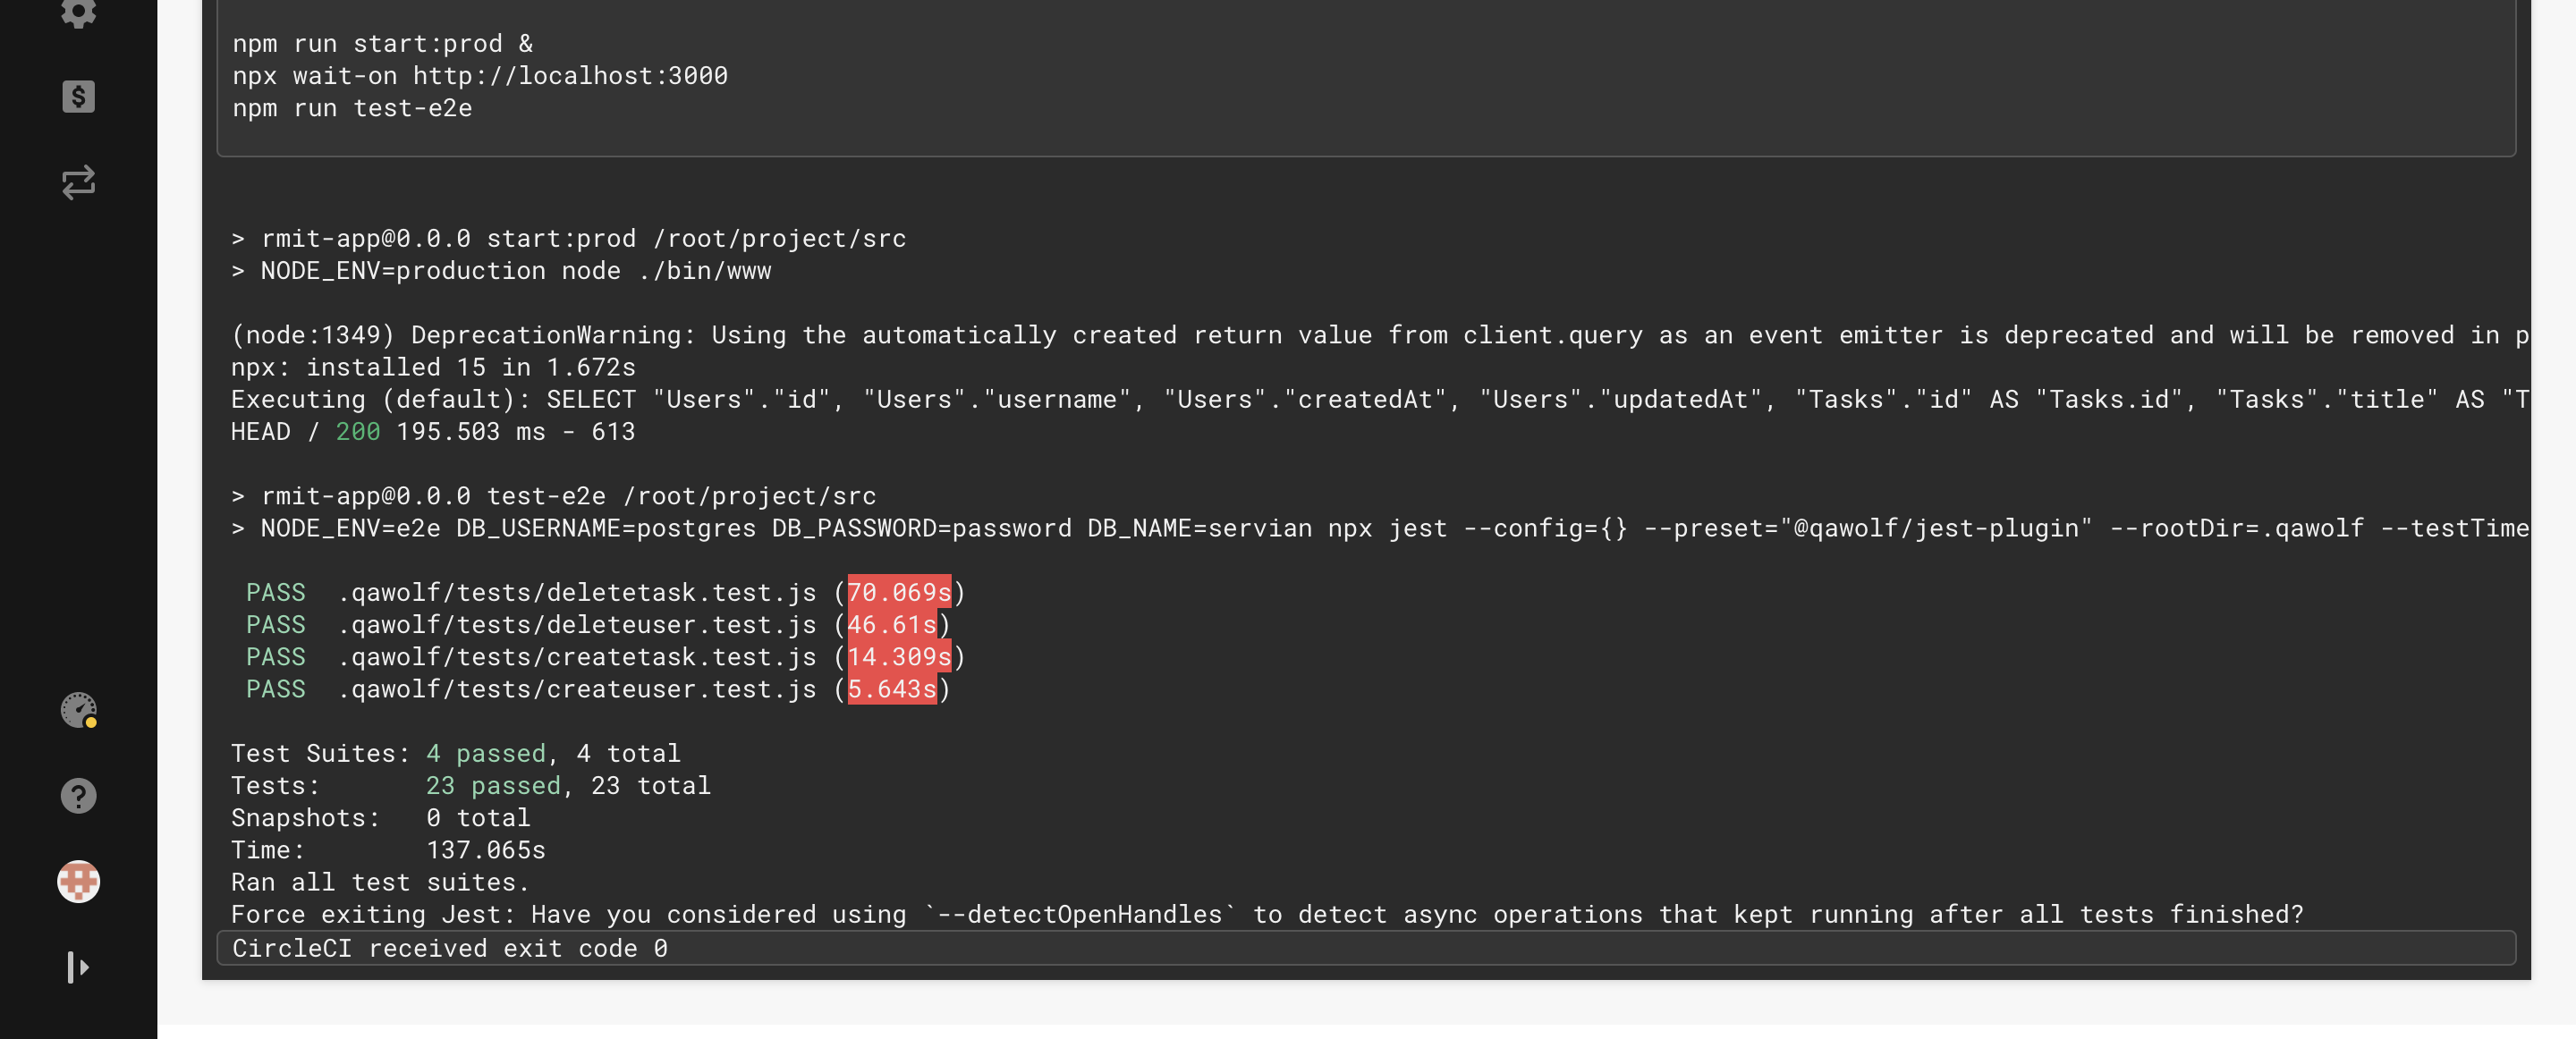 npm run start:prod &
npx wait-on http://localhost:3000
npm run test-e2e
> rmit-app@0.0.0 start:prod /root/project/src
> NODE_ENV=production node ./bin/www
(node:1349) DeprecationWarning: Using the automatically created return value from client.query as an event emitter is deprecated and will be removed in p
npx: installed 15 in 1.672s
Executing (default): SELECT "Users"."id", "Users"."username", "Users"."createdAt", "Users"."updatedAt", "Tasks"."id" AS "Tasks.id", "Tasks"."title" AS "T
HEAD / 200 195.503 ms - 613
> rmit-app@0.0.0 test-e2e /root/project/src
> NODE_ENV=e2e DB_USERNAME=postgres DB_PASSWORD=password DB_NAME=servian npx jest --config={} --preset="@qawolf/jest-plugin" --rootDir=.qawolf --testTime
PASS .qawolf/tests/deletetask.test.js (70.069s)
PASS .qawolf/tests/deleteuser.test.js (46.61s)
PASS .qawolf/tests/createtask.test.js (14.309s)
PASS .qawolf/tests/createuser.test.js (5.643s)
Test Suites: 4 passed, 4 total
Tests: 23 passed, 23 total
Snapshots: 0 total
Time: 137.065s
Ran all test suites.
Force exiting Jest: Have you considered using `--detectOpenHandles` to detect async operations that kept running after all tests finished?
CircleCI received exit code 0